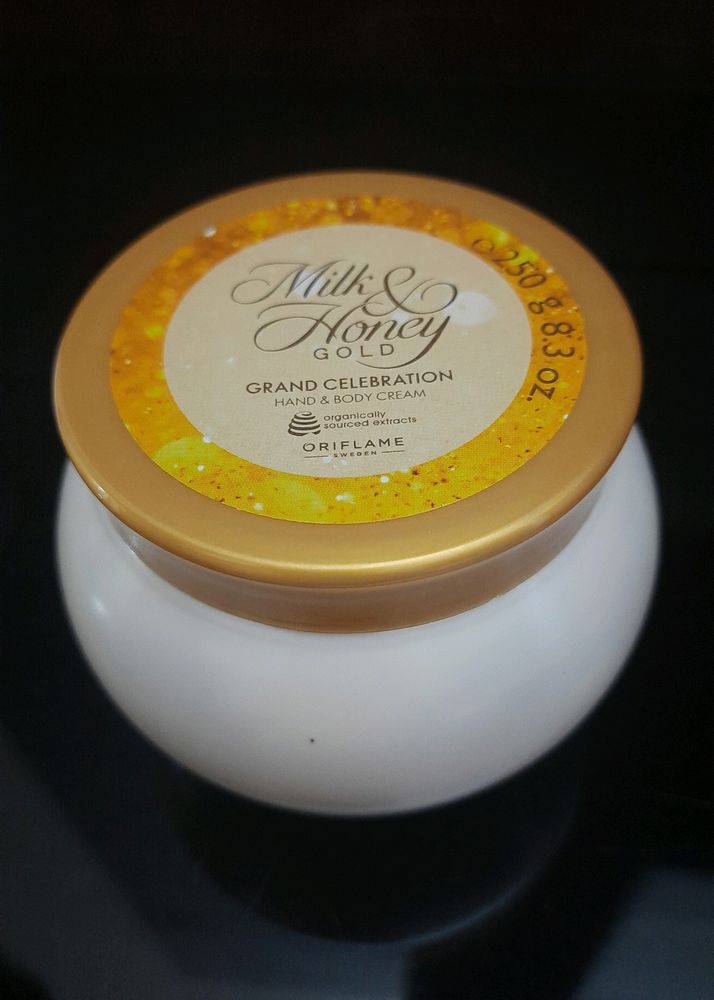 Milk &
Honey
GOLD
GRAND CELEBRATION
HAND & BODY CREAM
organically
sourced extracts
ORIFLAME
SWEDEN
℮ 250 g 8.3 oz.